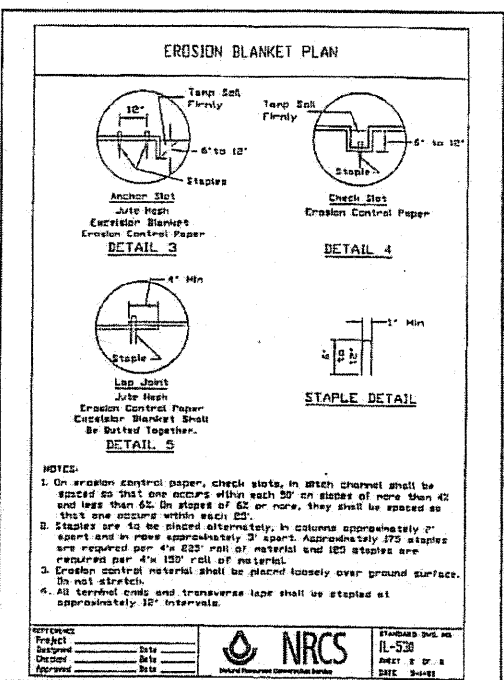 EROSION BLANKET PLAN
Tamp Soil
Firmly
12"
6" to 12"
Staples
Anchor Slot
Jute Mesh
Excelsior Blanket
Erosion Control Paper
DETAIL 3
Tamp Soil
Firmly
6" to 12"
Staple
Check Slot
Erosion Control Paper
DETAIL 4
4" Min
Staple
Lap Joint
Jute Mesh
Erosion Control Paper
Excelsior Blanket Shall
Be Butted Together.
DETAIL 5
1" Min
6" to 12"
STAPLE DETAIL
NOTES:
1. On erosion control paper, check slots, in ditch channel shall be
spaced so that one occurs within each 50' on slopes of more than 4%
and less than 6%. On slopes of 6% or more, they shall be spaced so
that one occurs within each 25'.
2. Staples are to be placed alternately, in columns approximately 2'
apart and in rows approximately 3' apart. Approximately 175 staples
are required per 4'x 225' roll of material and 125 staples are
required per 4'x 150' roll of material.
3. Erosion control material shall be placed loosely over ground surface.
Do not stretch.
4. All terminal ends and transverse laps shall be stapled at
approximately 12" intervals.
REFERENCE
Project
Designed Date
Checked Date
Approved Date
NRCS
Natural Resources Conservation Service
STANDARD DWG. NO.
IL-530
SHEET 2 OF 2
DATE